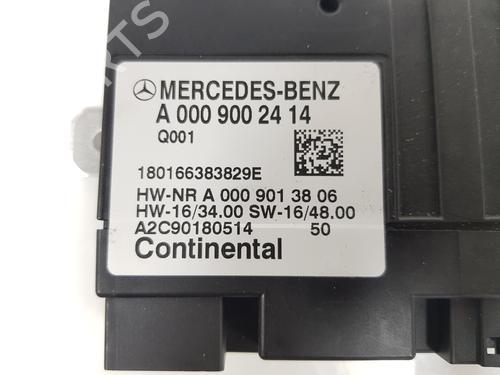 PARTS
MERCEDES-BENZ
A 000 900 24 14
Q001
180166383829E
HW-NR A 000 901 38 06
HW-16/34.00 SW-16/48.00
A2C90180514 50
Continental